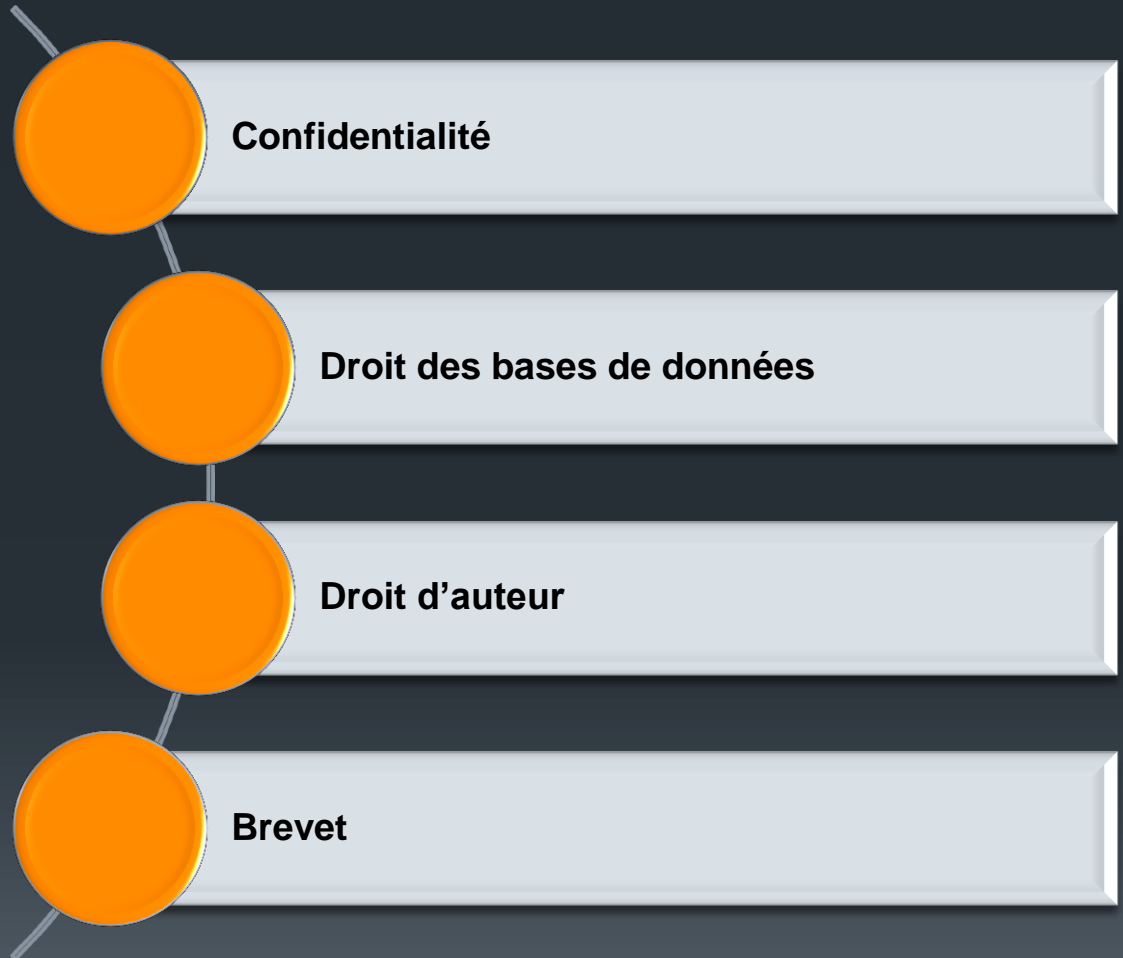 Confidentialité
Droit des bases de données
Droit d’auteur
Brevet